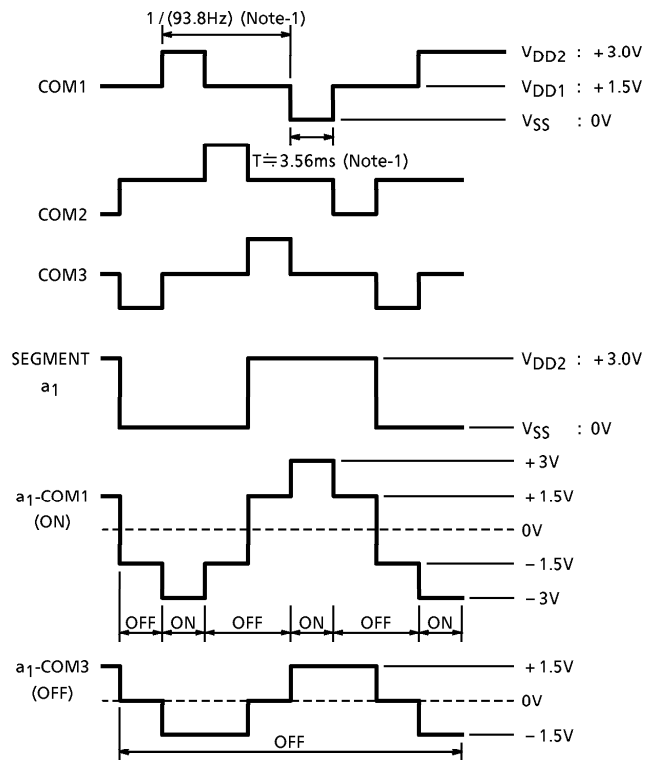 1/(93.8Hz) (Note-1)
COM1
VDD2 : +3.0V
VDD1 : +1.5V
VSS : 0V
T≒3.56ms (Note-1)
COM2
COM3
SEGMENT
a1
VDD2 : +3.0V
VSS : 0V
a1-COM1
(ON)
+3V
+1.5V
0V
−1.5V
−3V
OFF ON OFF ON OFF ON
a1-COM3
(OFF)
+1.5V
0V
−1.5V
OFF